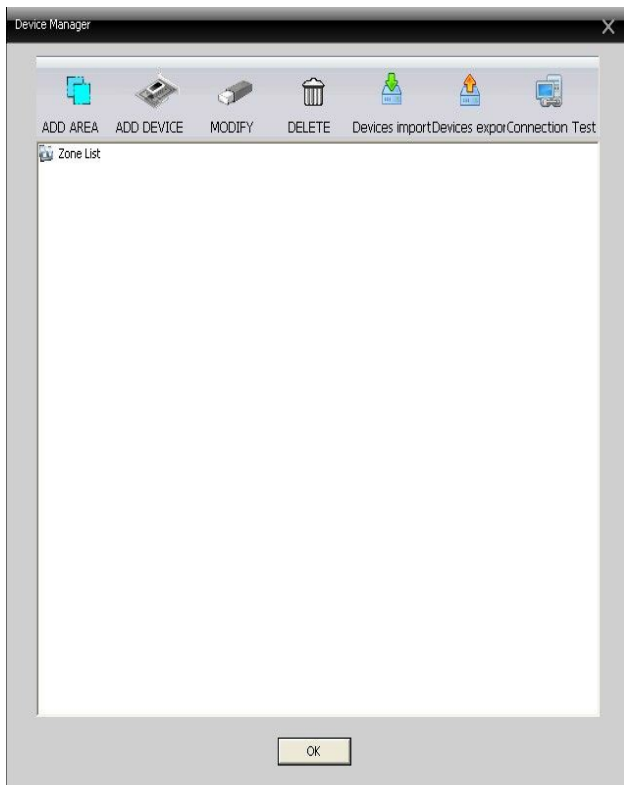 Device Manager
ADD AREA ADD DEVICE MODIFY DELETE Devices import Devices expor Connection Test
Zone List
OK